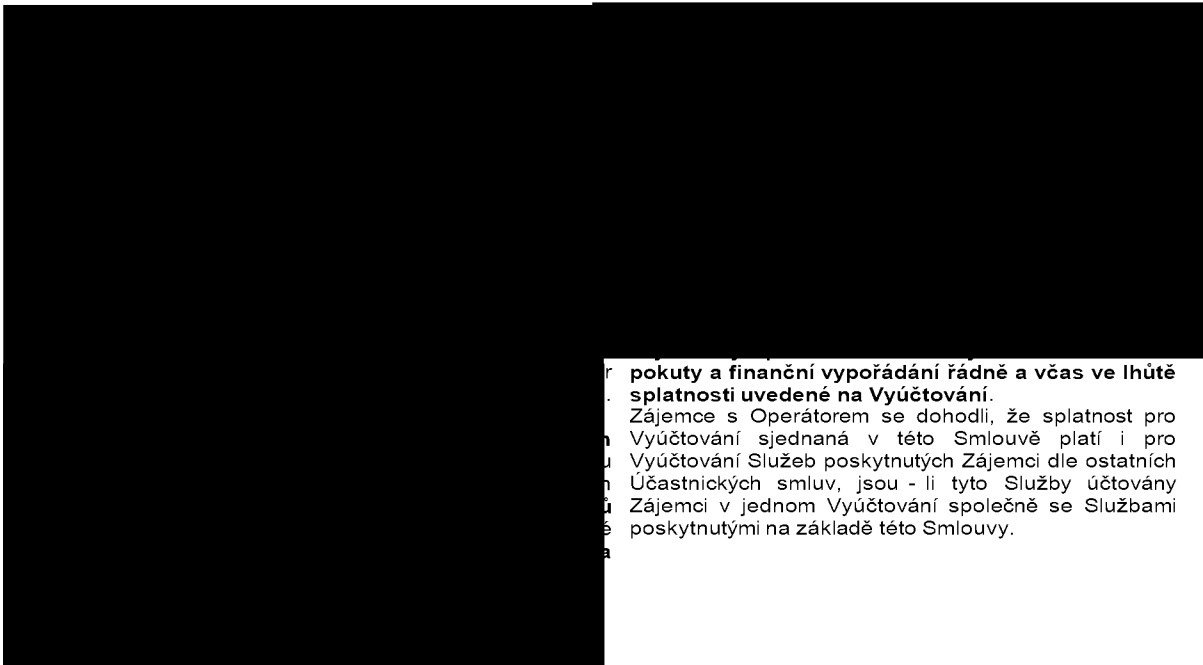 pokuty a finanční vypořádání řádně a včas ve lhůtě
splatnosti uvedené na Vyúčtování.
Zájemce s Operátorem se dohodli, že splatnost pro
Vyúčtování sjednaná v této Smlouvě platí i pro
Vyúčtování Služeb poskytnutých Zájemci dle ostatních
Účastnických smluv, jsou - li tyto Služby účtovány
Zájemci v jednom Vyúčtování společně se Službami
poskytnutými na základě této Smlouvy.